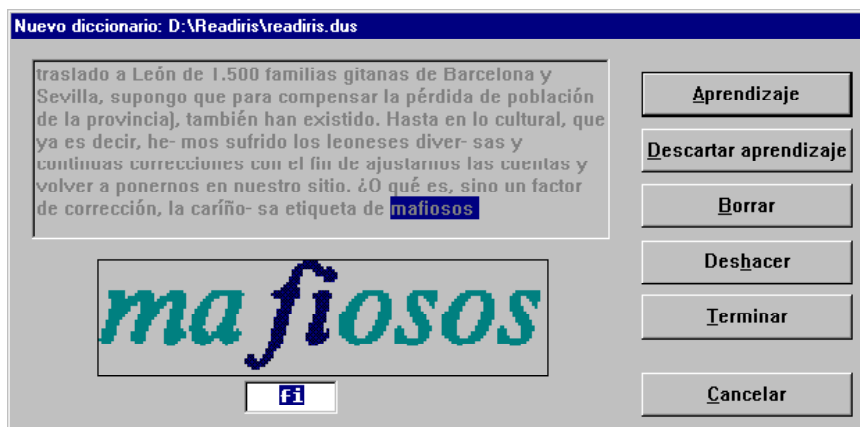 Nuevo diccionario: D:\Readiris\readiris.dus
traslado a León de 1.500 familias gitanas de Barcelona y
Sevilla, supongo que para compensar la pérdida de población
de la provincia), también han existido. Hasta en lo cultural, que
ya es decir, he- mos sufrido los leoneses diver- sas y
continuas correcciones con el fin de ajustarnos las cuentas y
volver a ponernos en nuestro sitio. ¿O qué es, sino un factor
de corrección, la caríño- sa etiqueta de mafiosos
mafiosos
fi
Aprendizaje
Descartar aprendizaje
Borrar
Deshacer
Terminar
Cancelar